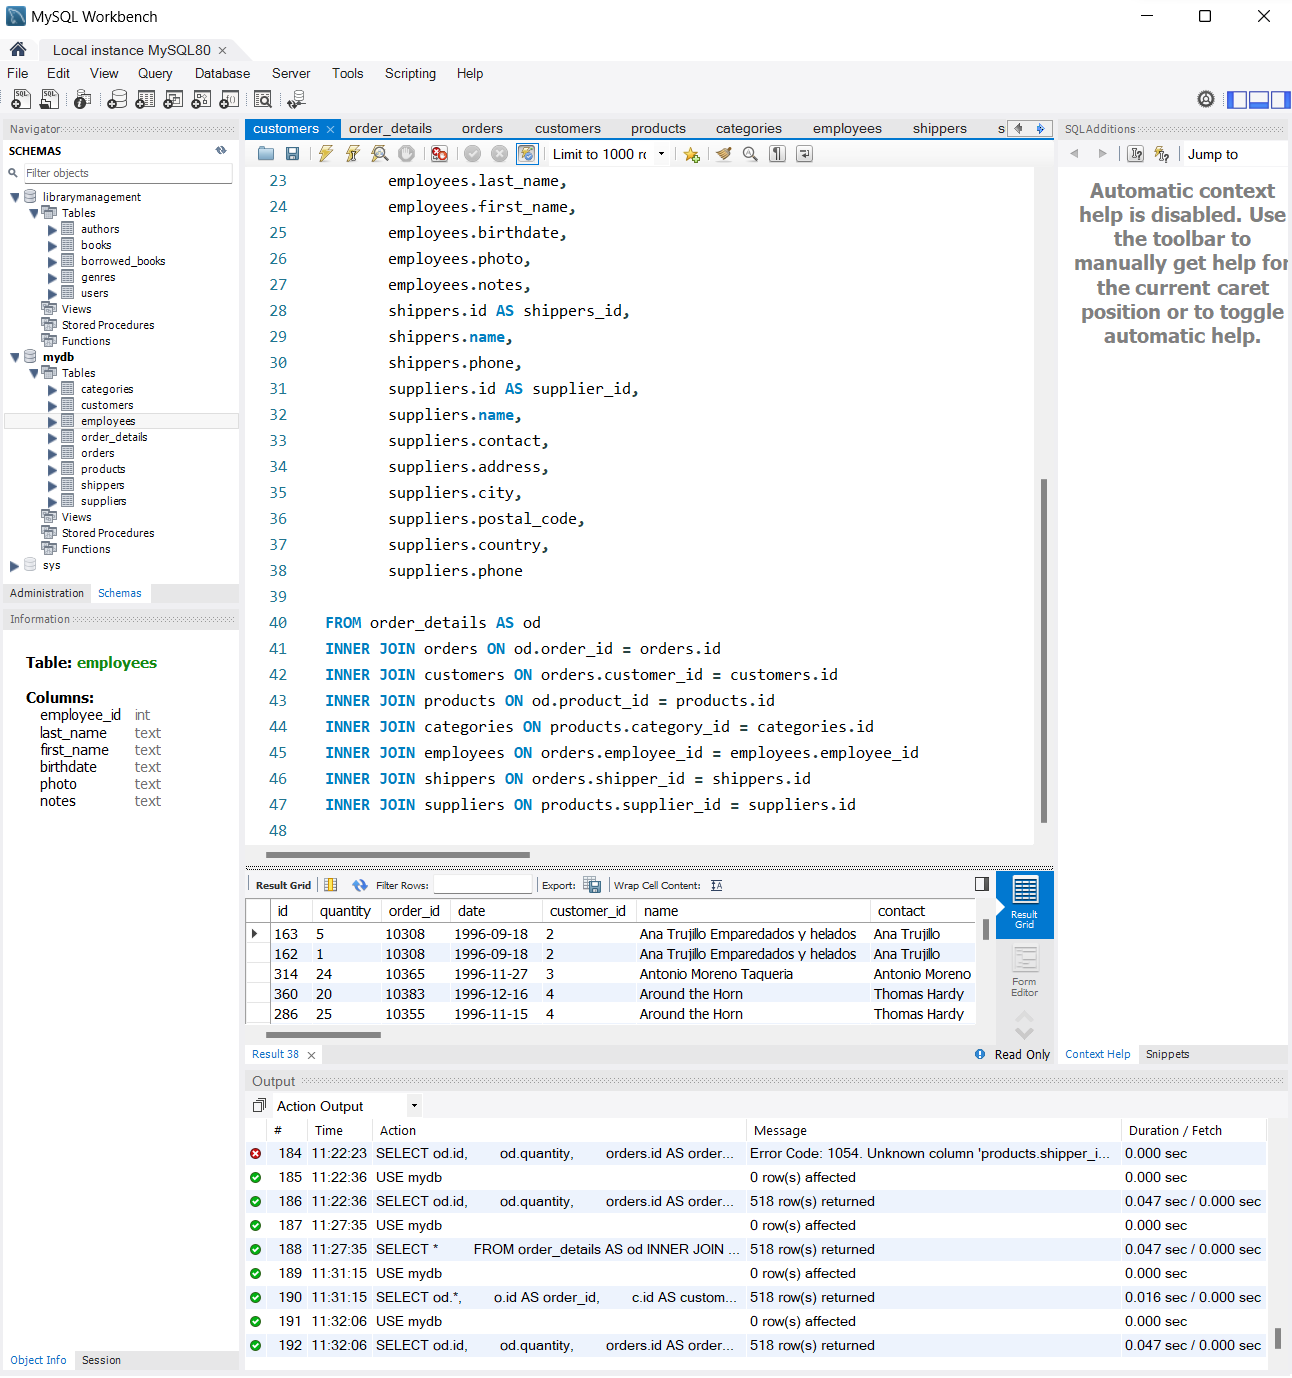 MySQL Workbench
Local instance MySQL80
File Edit View Query Database Server Tools Scripting Help
Navigator
SCHEMAS
Filter objects
librarymanagement
Tables
authors
books
borrowed_books
genres
users
Views
Stored Procedures
Functions
mydb
Tables
categories
customers
employees
order_details
orders
products
shippers
suppliers
Views
Stored Procedures
Functions
sys
Administration Schemas
Information
Table: employees
Columns:
employee_id int
last_name text
first_name text
birthdate text
photo text
notes text
Object Info Session
customers order_details orders customers products categories employees shippers s
Limit to 1000 r
23 employees.last_name,
24 employees.first_name,
25 employees.birthdate,
26 employees.photo,
27 employees.notes,
28 shippers.id AS shippers_id,
29 shippers.name,
30 shippers.phone,
31 suppliers.id AS supplier_id,
32 suppliers.name,
33 suppliers.contact,
34 suppliers.address,
35 suppliers.city,
36 suppliers.postal_code,
37 suppliers.country,
38 suppliers.phone
39
40 FROM order_details AS od
41 INNER JOIN orders ON od.order_id = orders.id
42 INNER JOIN customers ON orders.customer_id = customers.id
43 INNER JOIN products ON od.product_id = products.id
44 INNER JOIN categories ON products.category_id = categories.id
45 INNER JOIN employees ON orders.employee_id = employees.employee_id
46 INNER JOIN shippers ON orders.shipper_id = shippers.id
47 INNER JOIN suppliers ON products.supplier_id = suppliers.id
48
Result Grid Filter Rows: Export: Wrap Cell Content:
id quantity order_id date customer_id name contact
163 5 10308 1996-09-18 2 Ana Trujillo Emparedados y helados Ana Trujillo
162 1 10308 1996-09-18 2 Ana Trujillo Emparedados y helados Ana Trujillo
314 24 10365 1996-11-27 3 Antonio Moreno Taqueria Antonio Moreno
360 20 10383 1996-12-16 4 Around the Horn Thomas Hardy
286 25 10355 1996-11-15 4 Around the Horn Thomas Hardy
Result Grid
Form Editor
Result 38
Read Only
SQLAdditions
Jump to
Automatic context
help is disabled. Use
the toolbar to
manually get help for
the current caret
position or to toggle
automatic help.
Context Help Snippets
Output
Action Output
# Time Action Message Duration / Fetch
184 11:22:23 SELECT od.id, od.quantity, orders.id AS order... Error Code: 1054. Unknown column 'products.shipper_i... 0.000 sec
185 11:22:36 USE mydb 0 row(s) affected 0.000 sec
186 11:22:36 SELECT od.id, od.quantity, orders.id AS order... 518 row(s) returned 0.047 sec / 0.000 sec
187 11:27:35 USE mydb 0 row(s) affected 0.000 sec
188 11:27:35 SELECT * FROM order_details AS od INNER JOIN ... 518 row(s) returned 0.047 sec / 0.000 sec
189 11:31:15 USE mydb 0 row(s) affected 0.000 sec
190 11:31:15 SELECT od.*, o.id AS order_id, c.id AS custom... 518 row(s) returned 0.016 sec / 0.000 sec
191 11:32:06 USE mydb 0 row(s) affected 0.000 sec
192 11:32:06 SELECT od.id, od.quantity, orders.id AS order... 518 row(s) returned 0.047 sec / 0.000 sec